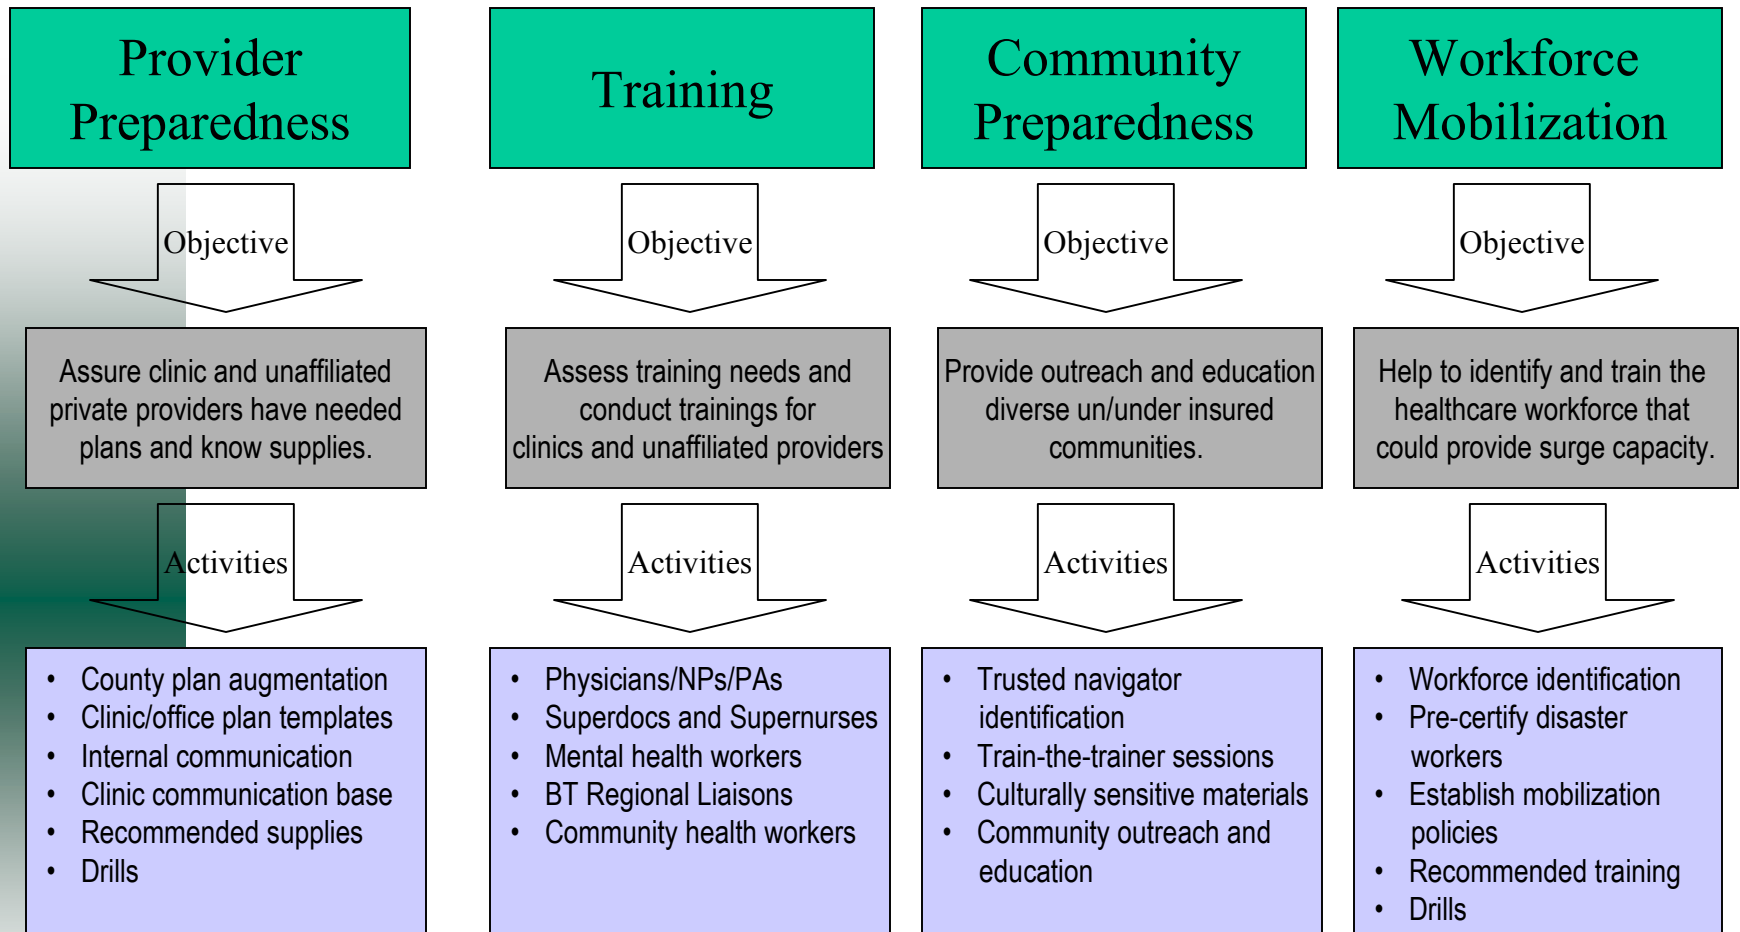 Provider
Preparedness
Objective
Assure clinic and unaffiliated
private providers have needed
plans and know supplies.
Activities
• County plan augmentation
• Clinic/office plan templates
• Internal communication
• Clinic communication base
• Recommended supplies
• Drills
Training
Objective
Assess training needs and
conduct trainings for
clinics and unaffiliated providers
Activities
• Physicians/NPs/PAs
• Superdocs and Supernurses
• Mental health workers
• BT Regional Liaisons
• Community health workers
Community
Preparedness
Objective
Provide outreach and education
diverse un/under insured
communities.
Activities
• Trusted navigator
identification
• Train-the-trainer sessions
• Culturally sensitive materials
• Community outreach and
education
Workforce
Mobilization
Objective
Help to identify and train the
healthcare workforce that
could provide surge capacity.
Activities
• Workforce identification
• Pre-certify disaster
workers
• Establish mobilization
policies
• Recommended training
• Drills